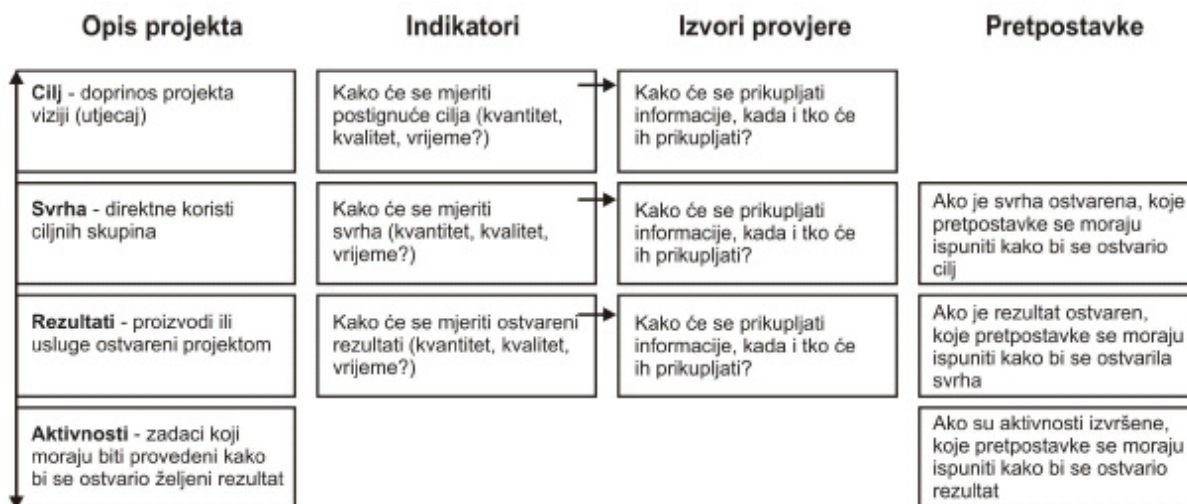 Opis projekta
Indikatori
Izvori provjere
Pretpostavke
Cilj - doprinos projekta
viziji (utjecaj)
Kako će se mjeriti
postignuće cilja (kvantitet,
kvalitet, vrijeme?)
Kako će se prikupljati
informacije, kada i tko će
ih prikupljati?
Svrha - direktne koristi
ciljnih skupina
Kako će se mjeriti
svrha (kvantitet, kvalitet,
vrijeme?)
Kako će se prikupljati
informacije, kada i tko će
ih prikupljati?
Ako je svrha ostvarena, koje
pretpostavke se moraju
ispuniti kako bi se ostvario
cilj
Rezultati - proizvodi ili
usluge ostvareni projektom
Kako će se mjeriti ostvareni
rezultati (kvantitet, kvalitet,
vrijeme?)
Kako će se prikupljati
informacije, kada i tko će
ih prikupljati?
Ako je rezultat ostvaren,
koje pretpostavke se moraju
ispuniti kako bi se ostvarila
svrha
Aktivnosti - zadaci koji
moraju biti provedeni kako
bi se ostvario željeni rezultat
Ako su aktivnosti izvršene,
koje pretpostavke se moraju
ispuniti kako bi se ostvario
rezultat